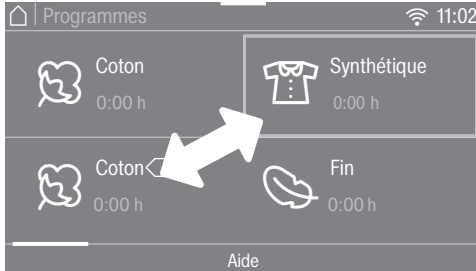 Programmes 11:02
Coton
0:00 h
Synthétique
0:00 h
Coton
0:00 h
Fin
0:00 h
Aide